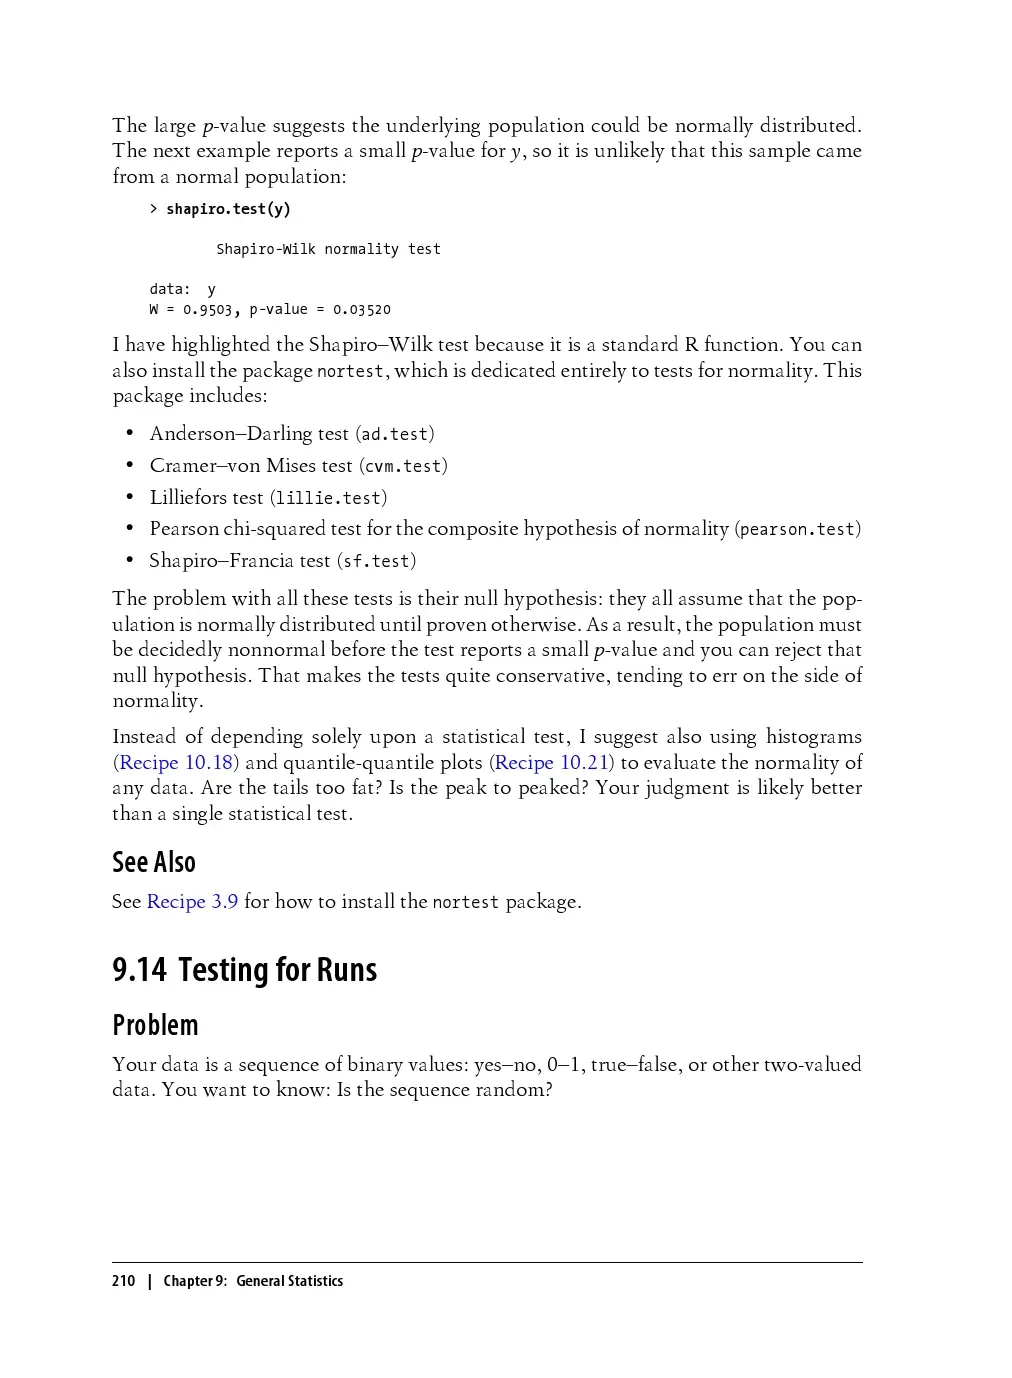 The large p-value suggests the underlying population could be normally distributed.
The next example reports a small p-value for y, so it is unlikely that this sample came
from a normal population:
> shapiro.test(y)
Shapiro-Wilk normality test
data:  y
W = 0.9503, p-value = 0.03520
I have highlighted the Shapiro–Wilk test because it is a standard R function. You can
also install the package nortest, which is dedicated entirely to tests for normality. This
package includes:
• Anderson–Darling test (ad.test)
• Cramer–von Mises test (cvm.test)
• Lilliefors test (lillie.test)
• Pearson chi-squared test for the composite hypothesis of normality (pearson.test)
• Shapiro–Francia test (sf.test)
The problem with all these tests is their null hypothesis: they all assume that the pop-
ulation is normally distributed until proven otherwise. As a result, the population must
be decidedly nonnormal before the test reports a small p-value and you can reject that
null hypothesis. That makes the tests quite conservative, tending to err on the side of
normality.
Instead of depending solely upon a statistical test, I suggest also using histograms
(Recipe 10.18) and quantile-quantile plots (Recipe 10.21) to evaluate the normality of
any data. Are the tails too fat? Is the peak to peaked? Your judgment is likely better
than a single statistical test.
See Also
See Recipe 3.9 for how to install the nortest package.
9.14 Testing for Runs
Problem
Your data is a sequence of binary values: yes–no, 0–1, true–false, or other two-valued
data. You want to know: Is the sequence random?
210 | Chapter 9: General Statistics